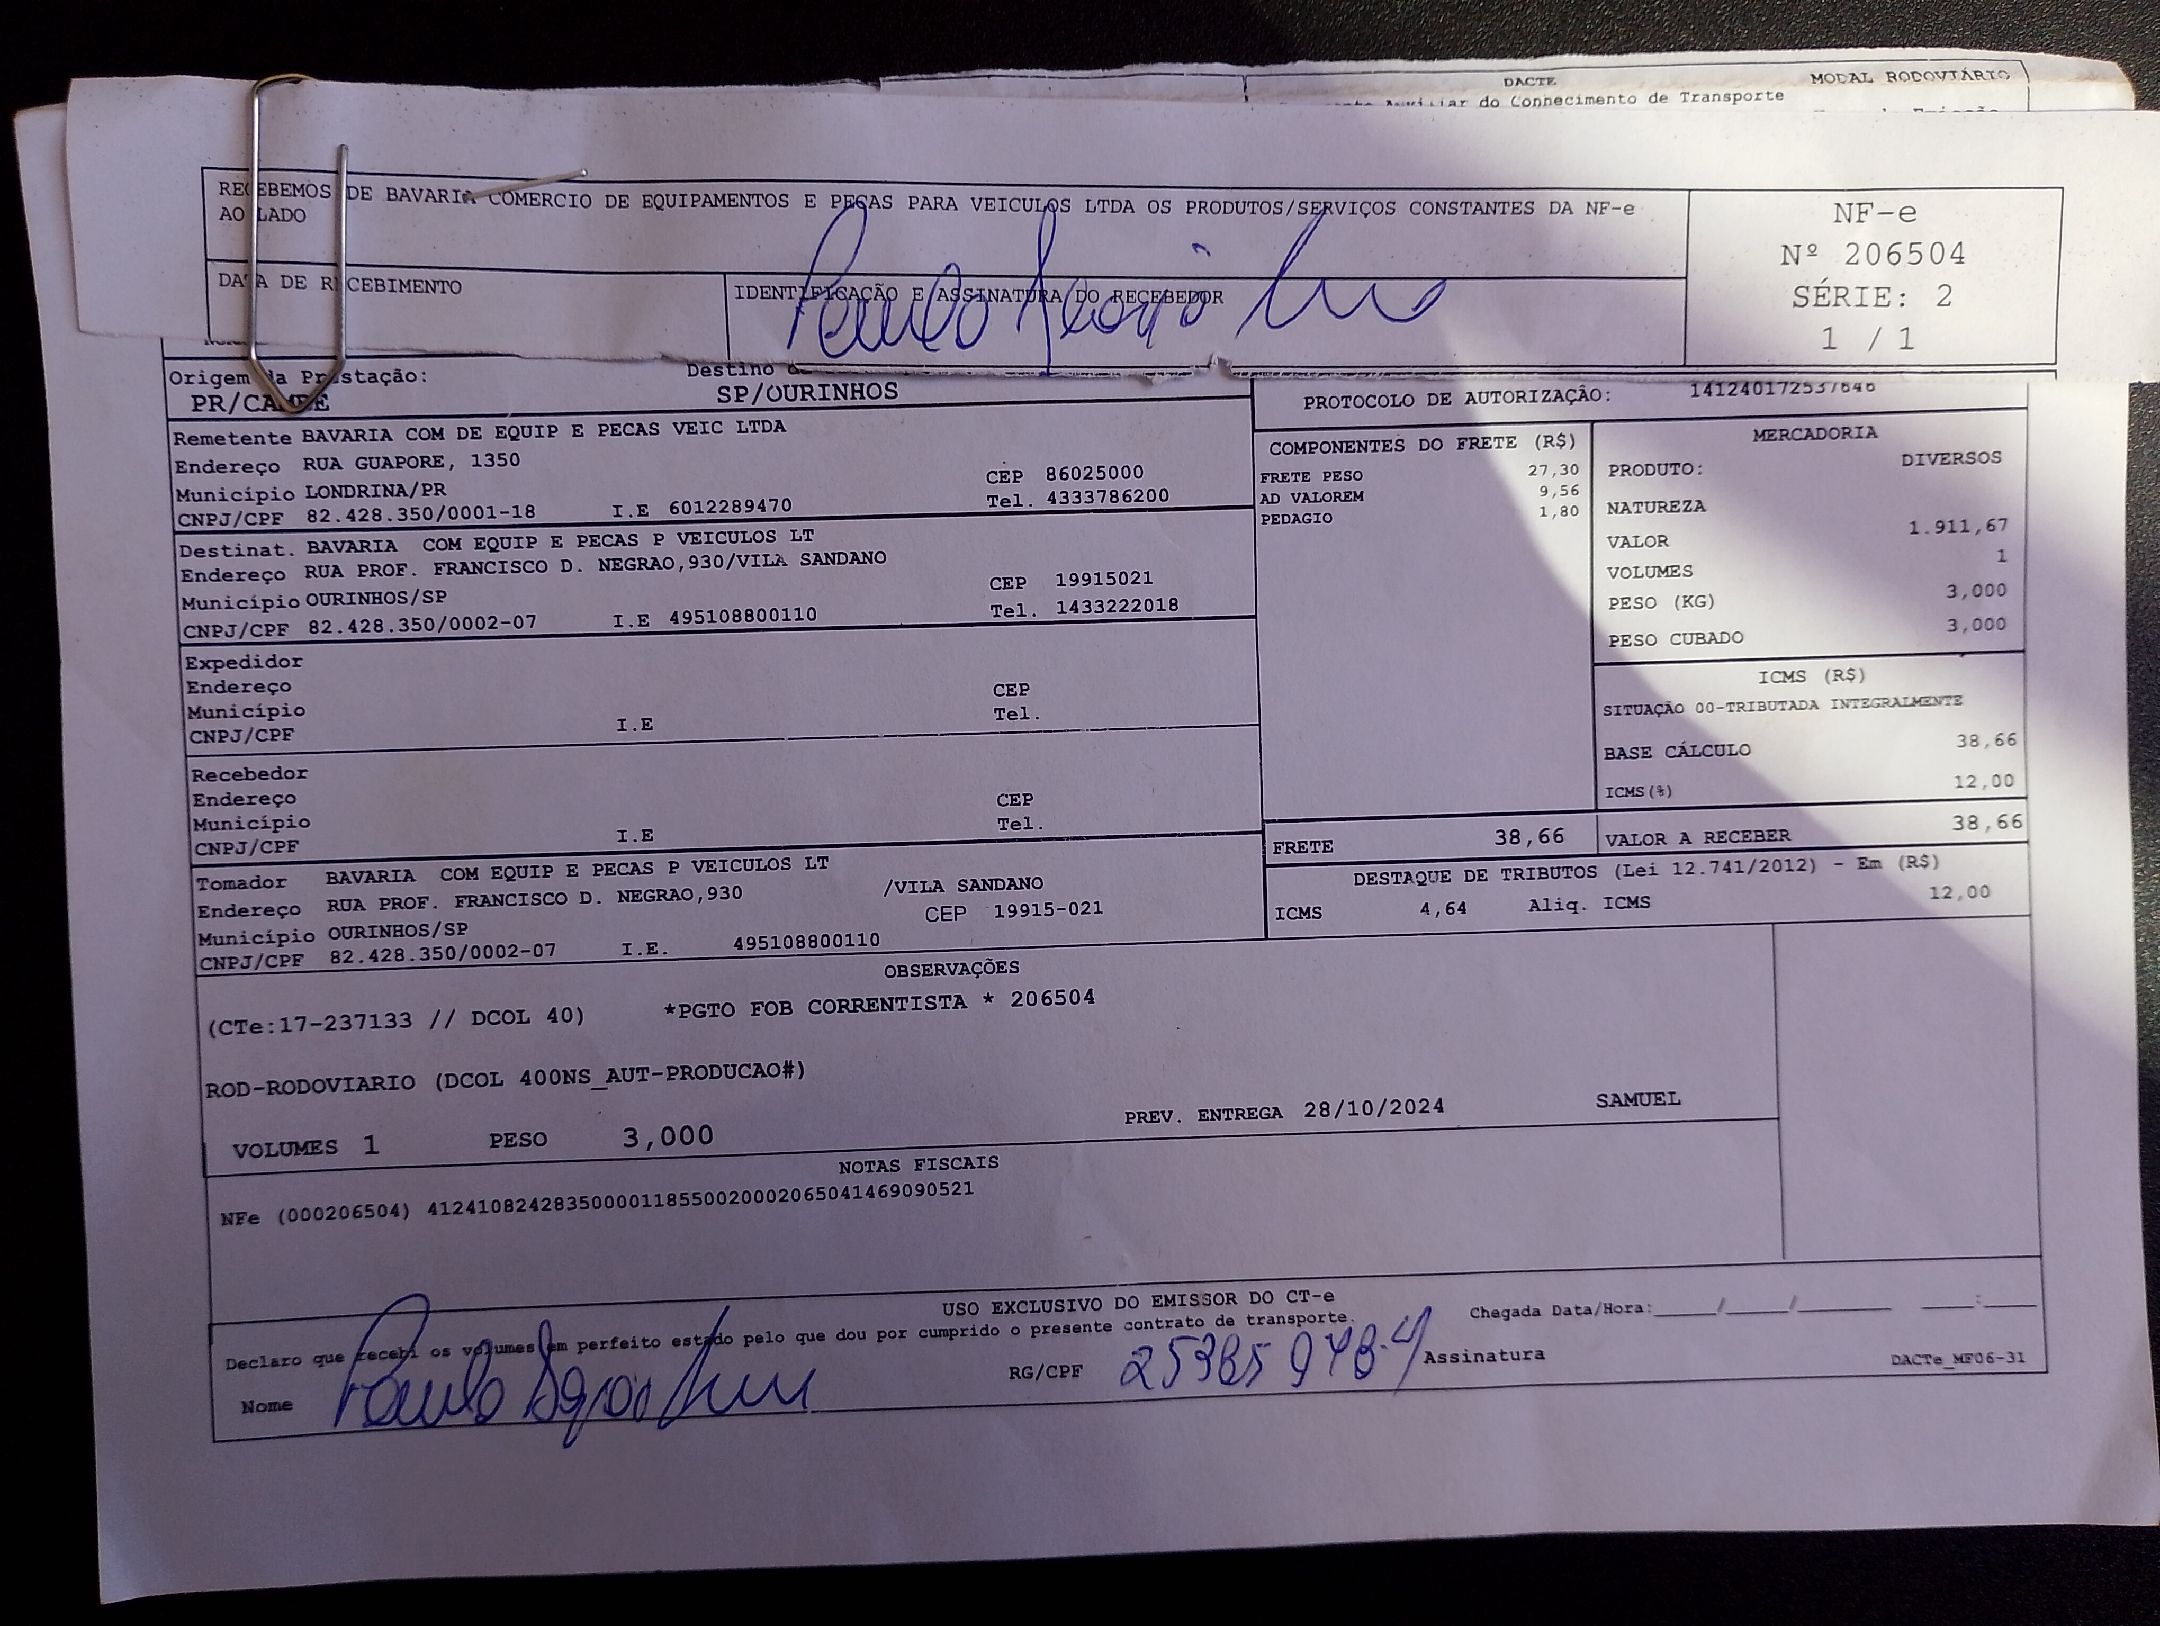 DACTE
MODAL RODOVIÁRIO
Auxiliar do Conhecimento de Transporte
RECEBEMOS DE BAVARIA COMERCIO DE EQUIPAMENTOS E PEÇAS PARA VEICULOS LTDA OS PRODUTOS/SERVIÇOS CONSTANTES DA NF-e
AO LADO
DATA DE RECEBIMENTO
IDENTIFICAÇÃO E ASSINATURA DO RECEBEDOR
Paulo
NF-e
Nº 206504
SÉRIE: 2
1 / 1
Origem da Prestação:
PR/CAMBE
Destino
SP/OURINHOS
PROTOCOLO DE AUTORIZAÇÃO: 141240172537646
Remetente BAVARIA COM DE EQUIP E PECAS VEIC LTDA
Endereço RUA GUAPORE, 1350
CEP 86025000
Município LONDRINA/PR
Tel. 4333786200
CNPJ/CPF 82.428.350/0001-18 I.E 6012289470
Destinat. BAVARIA COM EQUIP E PECAS P VEICULOS LT
Endereço RUA PROF. FRANCISCO D. NEGRAO,930/VILA SANDANO
CEP 19915021
Município OURINHOS/SP
Tel. 1433222018
CNPJ/CPF 82.428.350/0002-07 I.E 495108800110
Expedidor
Endereço
CEP
Município
Tel.
CNPJ/CPF I.E
Recebedor
Endereço
CEP
Município
Tel.
CNPJ/CPF I.E
Tomador BAVARIA COM EQUIP E PECAS P VEICULOS LT
Endereço RUA PROF. FRANCISCO D. NEGRAO,930 /VILA SANDANO
CEP 19915-021
Município OURINHOS/SP
CNPJ/CPF 82.428.350/0002-07 I.E. 495108800110
COMPONENTES DO FRETE (R$)
FRETE PESO 27,30
AD VALOREM 9,56
PEDAGIO 1,80
MERCADORIA
PRODUTO: DIVERSOS
NATUREZA
VALOR 1.911,67
VOLUMES 1
PESO (KG) 3,000
PESO CUBADO 3,000
ICMS (R$)
SITUAÇÃO 00-TRIBUTADA INTEGRALMENTE
BASE CÁLCULO 38,66
ICMS(%) 12,00
FRETE 38,66
VALOR A RECEBER 38,66
DESTAQUE DE TRIBUTOS (Lei 12.741/2012) - Em (R$)
ICMS 4,64 Aliq. ICMS 12,00
OBSERVAÇÕES
(CTe:17-237133 // DCOL 40) *PGTO FOB CORRENTISTA * 206504
ROD-RODOVIARIO (DCOL 400NS_AUT-PRODUCAO#)
PREV. ENTREGA 28/10/2024 SAMUEL
VOLUMES 1 PESO 3,000
NOTAS FISCAIS
NFe (000206504) 41241082428350000118550020002065041469090521
USO EXCLUSIVO DO EMISSOR DO CT-e
Declaro que recebi os volumes em perfeito estado pelo que dou por cumprido o presente contrato de transporte.
Chegada Data/Hora:____/____/______ ____:____
Nome Paulo
RG/CPF 25385978-4
Assinatura
DACTe_MF06-31